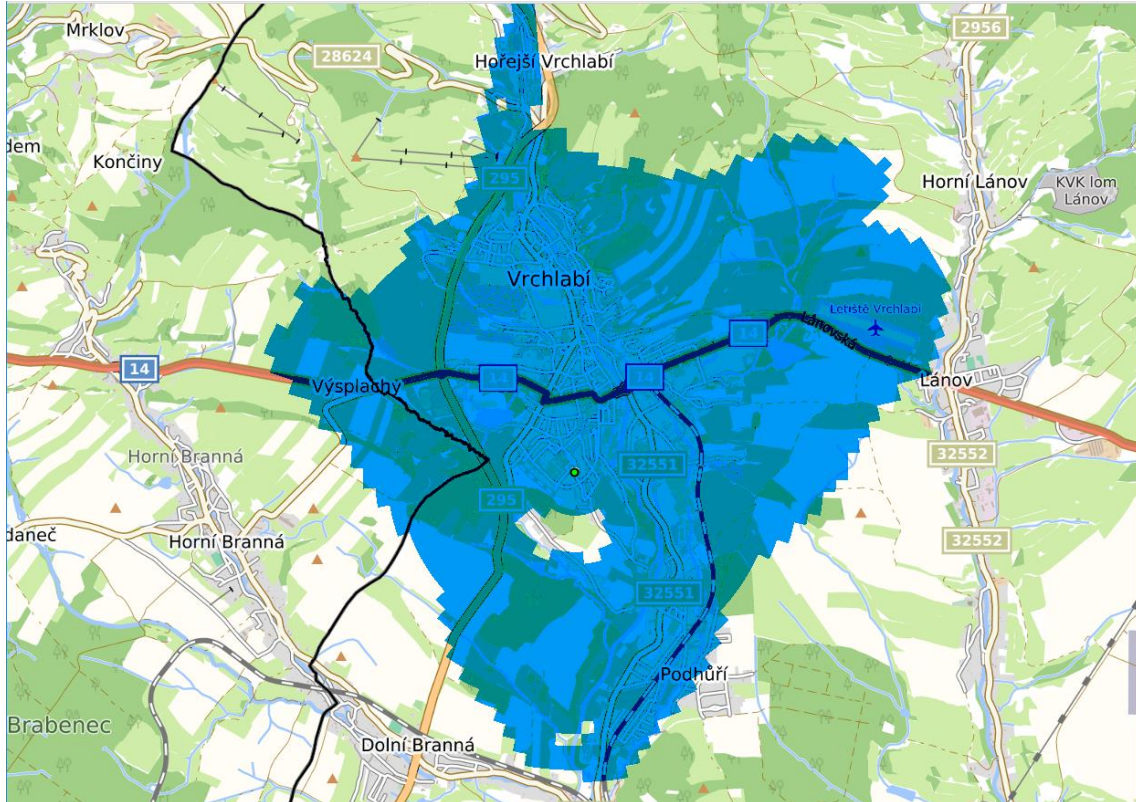 Mrklov
28624
Hořejší Vrchlabí
2956
dem
Končiny
295
Horní Lánov
KVK lom
Lánov
Vrchlabí
Letiště Vrchlabí
Lánovská
14
14
14
14
Výsplachy
Lánov
Horní Branná
32551
32552
295
daneč
Horní Branná
32552
32551
Podhůří
Brabenec
Dolní Branná